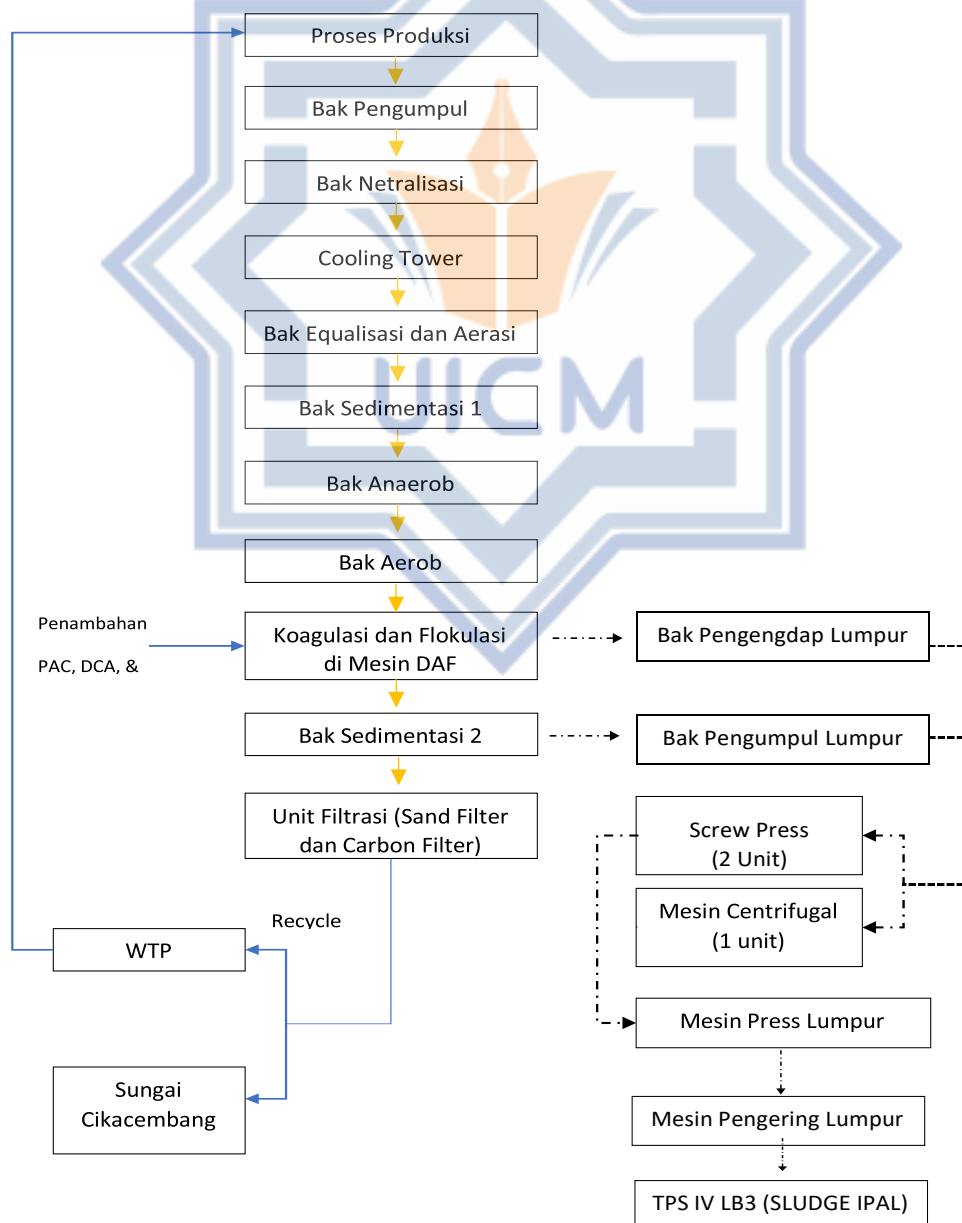 Proses Produksi
Bak Pengumpul
Bak Netralisasi
Cooling Tower
Bak Equalisasi dan Aerasi
UICM
Bak Sedimentasi 1
Bak Anaerob
Bak Aerob
Penambahan
PAC, DCA, &
Koagulasi dan Flokulasi
di Mesin DAF
Bak Pengengdap Lumpur
Bak Sedimentasi 2
Bak Pengumpul Lumpur
Unit Filtrasi (Sand Filter
dan Carbon Filter)
Screw Press
(2 Unit)
Mesin Centrifugal
(1 unit)
Recycle
WTP
Mesin Press Lumpur
Sungai
Cikacembang
Mesin Pengering Lumpur
TPS IV LB3 (SLUDGE IPAL)